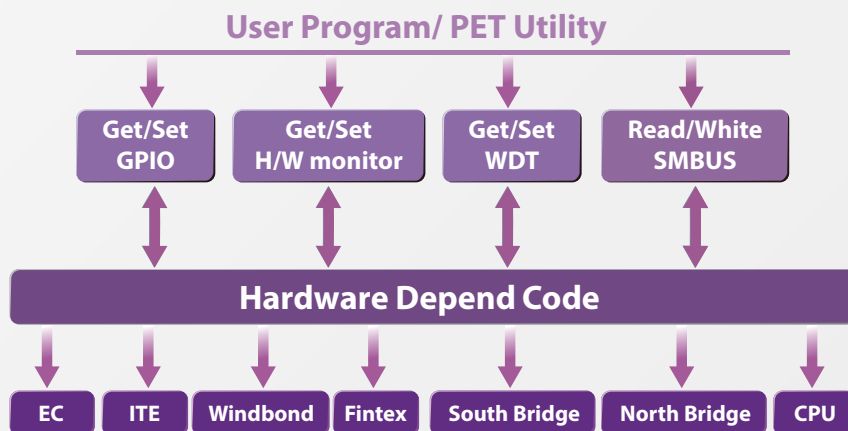 User Program/ PET Utility
Get/Set
GPIO
Get/Set
H/W monitor
Get/Set
WDT
Read/White
SMBUS
Hardware Depend Code
EC
ITE
Windbond
Fintex
South Bridge
North Bridge
CPU